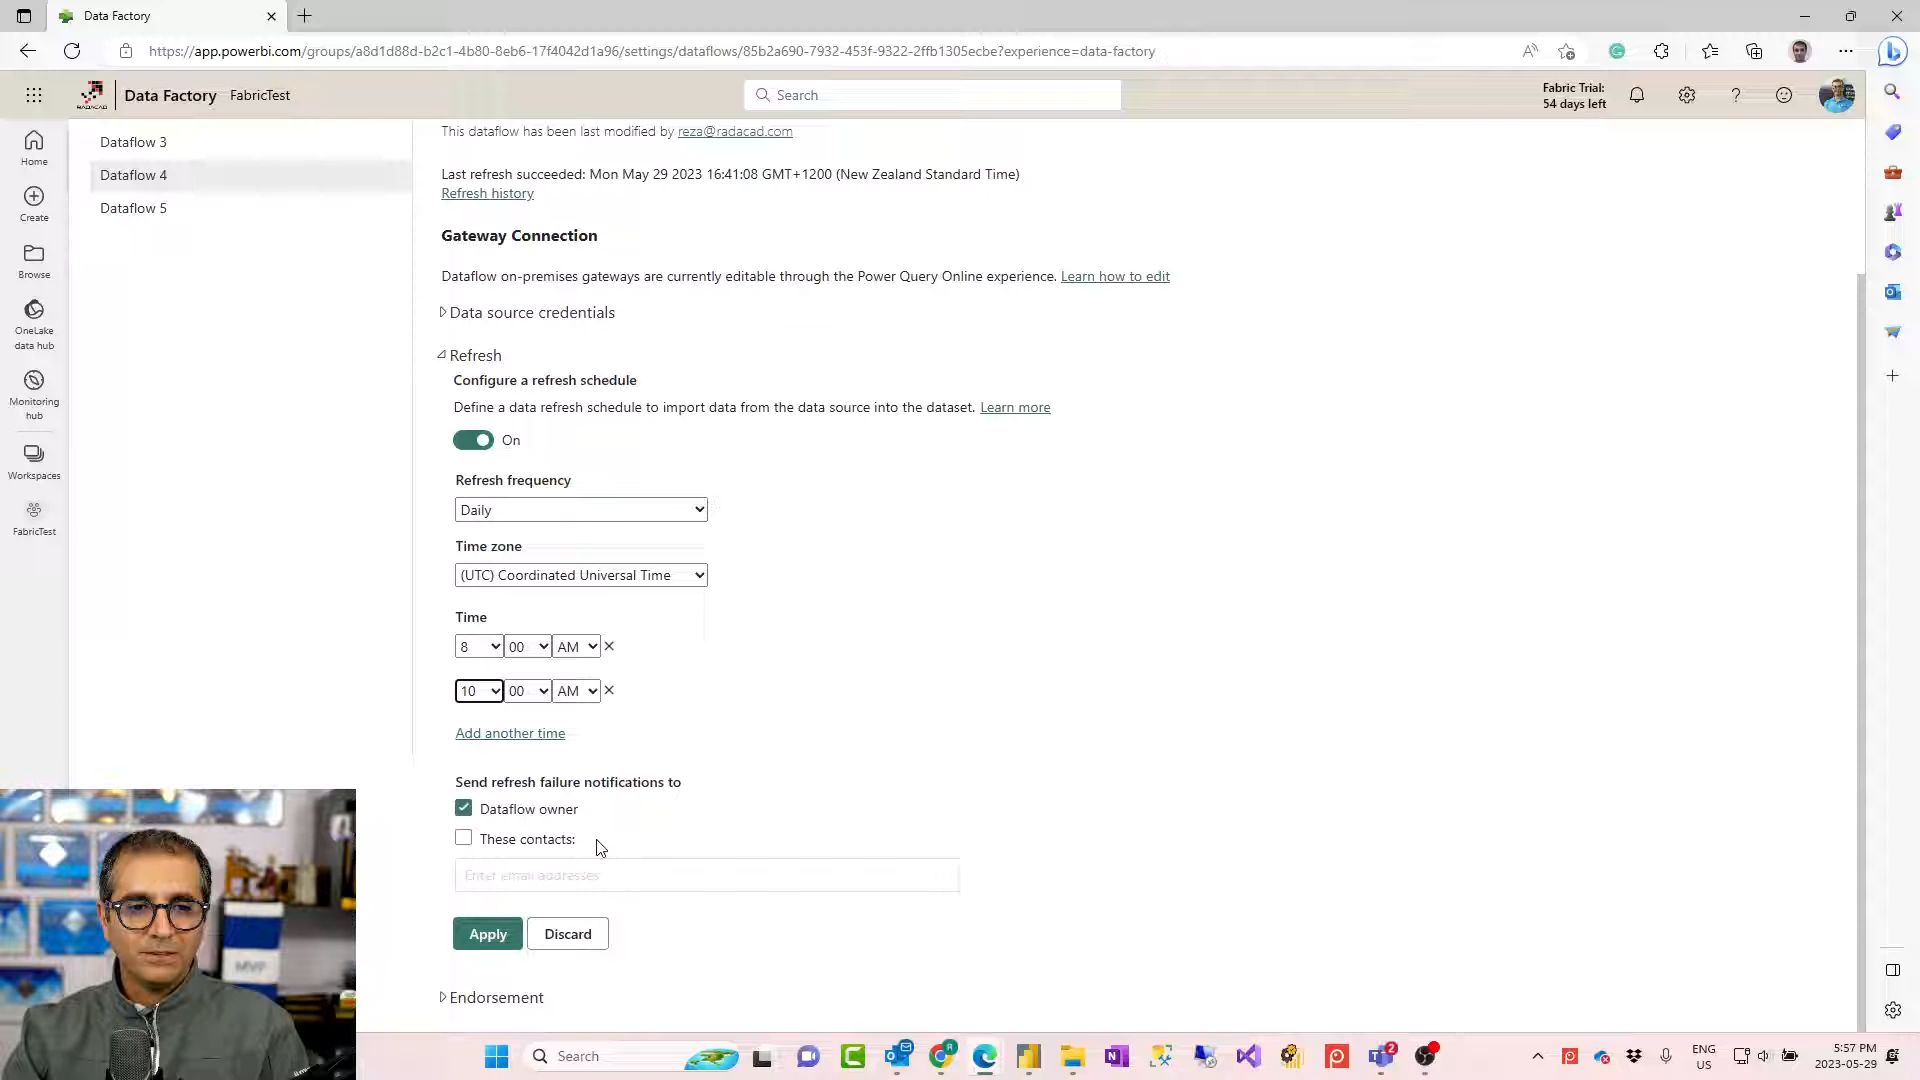 Data Factory
https://app.powerbi.com/groups/a8d1d88d-b2c1-4b80-8eb6-17f4042d1a96/settings/dataflows/85b2a690-7932-453f-9322-2ffb1305ecbe?experience=data-factory
RADACAD
Data Factory
FabricTest
Search
Fabric Trial:
54 days left
Home
Create
Browse
OneLake
data hub
Monitoring
hub
Workspaces
FabricTest
Dataflow 3
Dataflow 4
Dataflow 5
This dataflow has been last modified by reza@radacad.com
Last refresh succeeded: Mon May 29 2023 16:41:08 GMT+1200 (New Zealand Standard Time)
Refresh history
Gateway Connection
Dataflow on-premises gateways are currently editable through the Power Query Online experience. Learn how to edit
Data source credentials
Refresh
Configure a refresh schedule
Define a data refresh schedule to import data from the data source into the dataset. Learn more
On
Refresh frequency
Daily
Time zone
(UTC) Coordinated Universal Time
Time
8 00 AM
10 00 AM
Add another time
Send refresh failure notifications to
Dataflow owner
These contacts:
Enter email addresses
Apply
Discard
Endorsement
MVP
Search
2
ENG
US
5:57 PM
2023-05-29